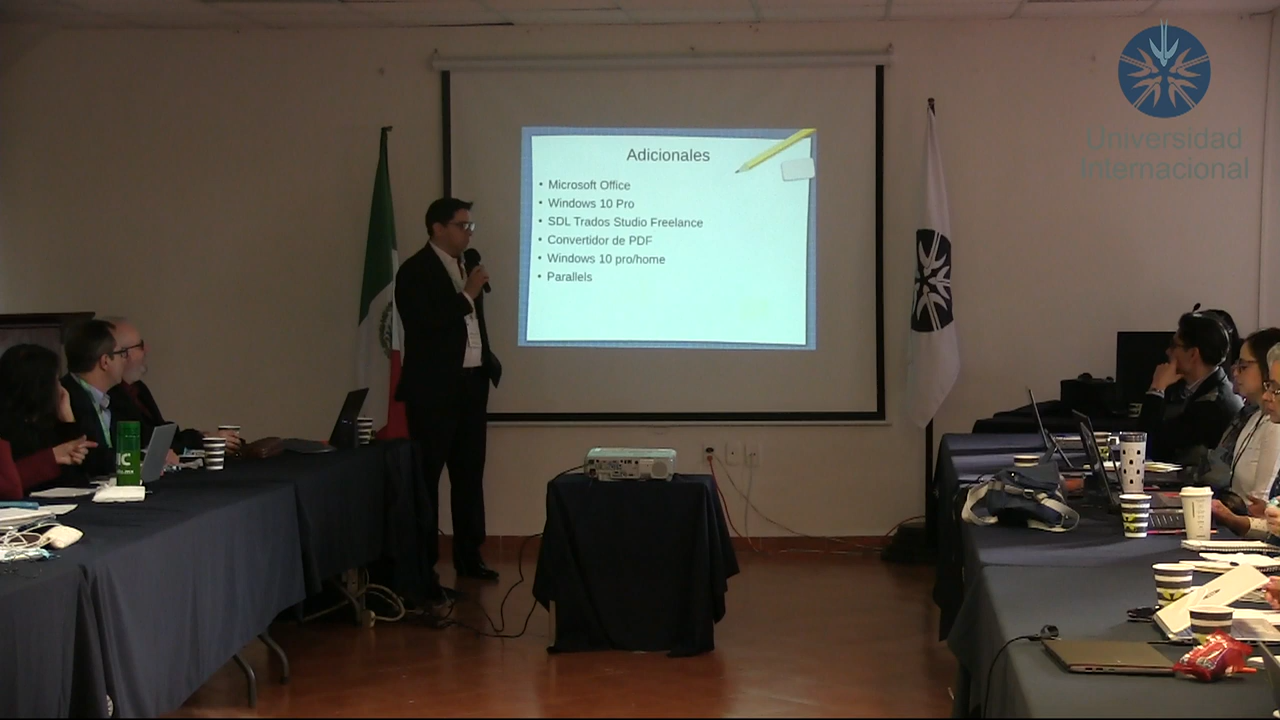 Universidad
Internacional
Adicionales
• Microsoft Office
• Windows 10 Pro
• SDL Trados Studio Freelance
• Convertidor de PDF
• Windows 10 pro/home
• Parallels